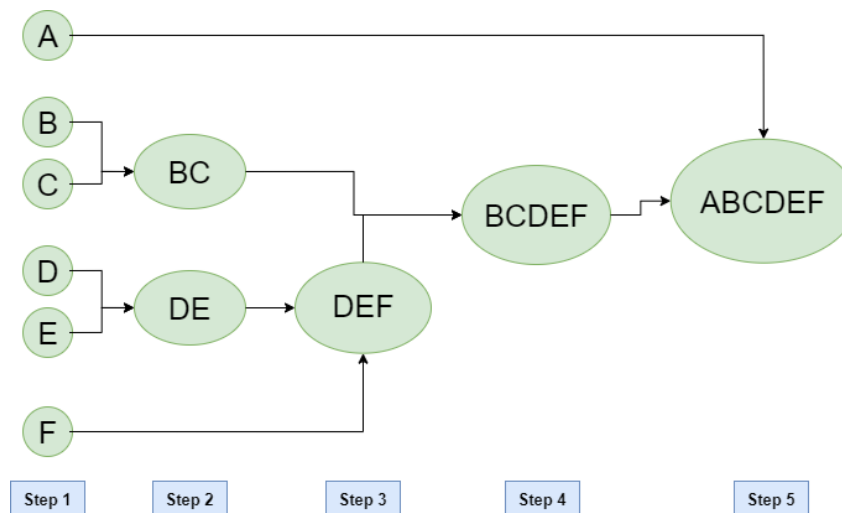 A
B
C
BC
D
E
DE
F
DEF
BCDEF
ABCDEF
Step 1
Step 2
Step 3
Step 4
Step 5